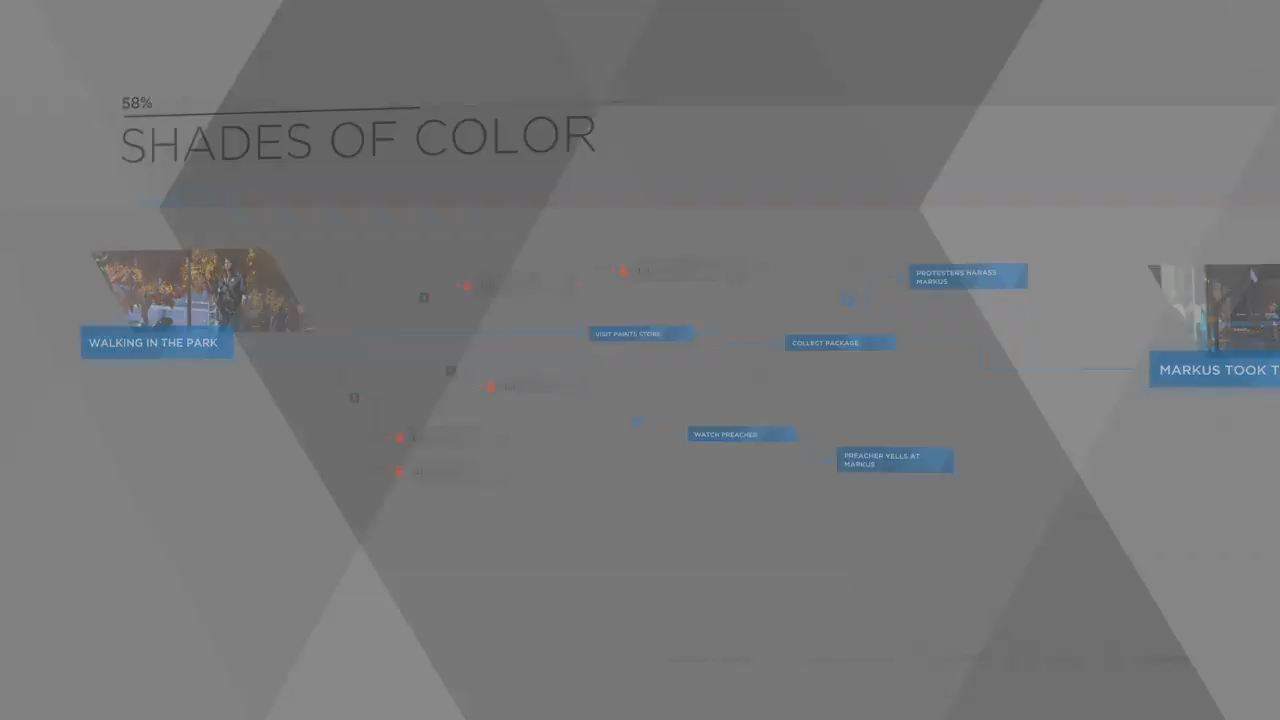 58%
SHADES OF COLOR
PROTESTERS HARASS
MARKUS
VISIT PAINTS STORE
WALKING IN THE PARK
COLLECT PACKAGE
MARKUS TOOK T
WATCH PREACHER
PREACHER YELLS AT
MARKUS